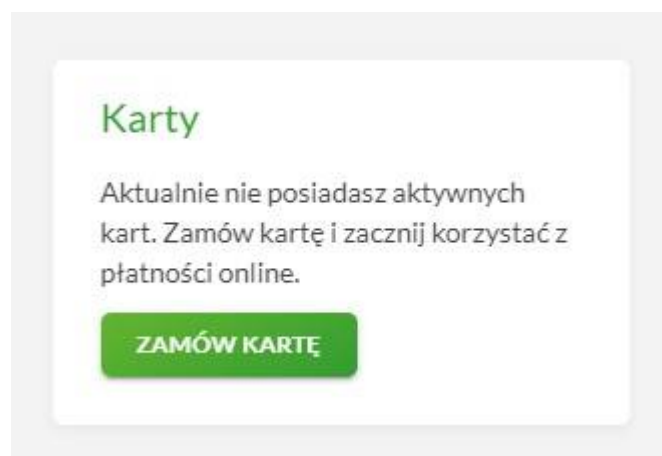 Karty
Aktualnie nie posiadasz aktywnych
kart. Zamów kartę i zacznij korzystać z
płatności online.
ZAMÓW KARTĘ